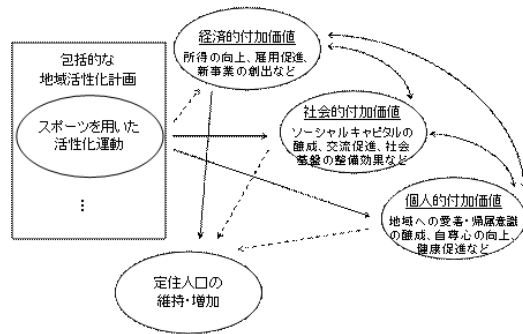 包括的な
地域活性化計画
スポーツを用いた
活性化運動
⋮
経済的付加価値
所得の向上、雇用促進、
新事業の創出など
社会的付加価値
ソーシャルキャピタルの
醸成、交流促進、社会
基盤の整備効果など
個人的付加価値
地域への愛着・帰属意識
の醸成、自尊心の向上、
健康促進など
定住人口の
維持・増加